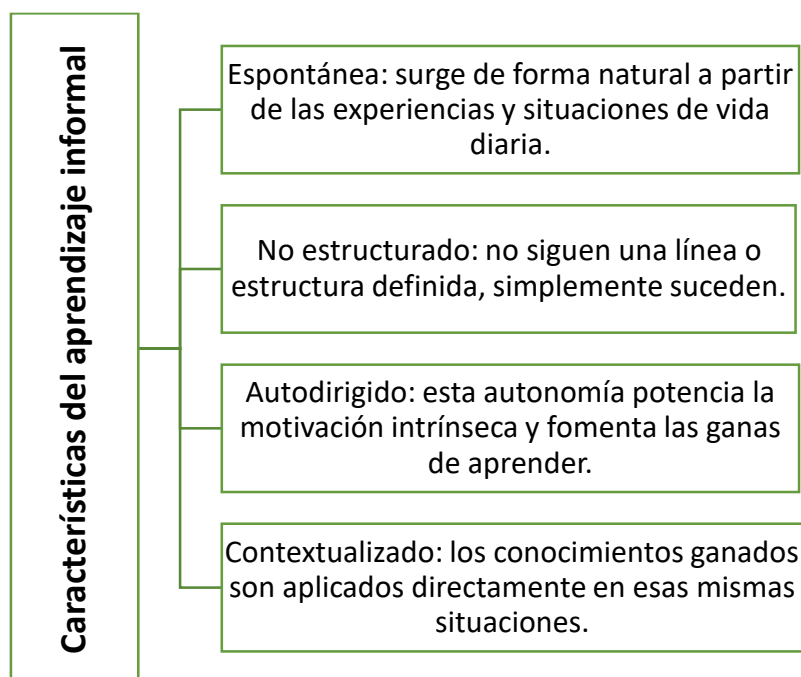 Características del aprendizaje informal
Espontánea: surge de forma natural a partir
de las experiencias y situaciones de vida
diaria.
No estructurado: no siguen una línea o
estructura definida, simplemente suceden.
Autodirigido: esta autonomía potencia la
motivación intrínseca y fomenta las ganas
de aprender.
Contextualizado: los conocimientos ganados
son aplicados directamente en esas mismas
situaciones.